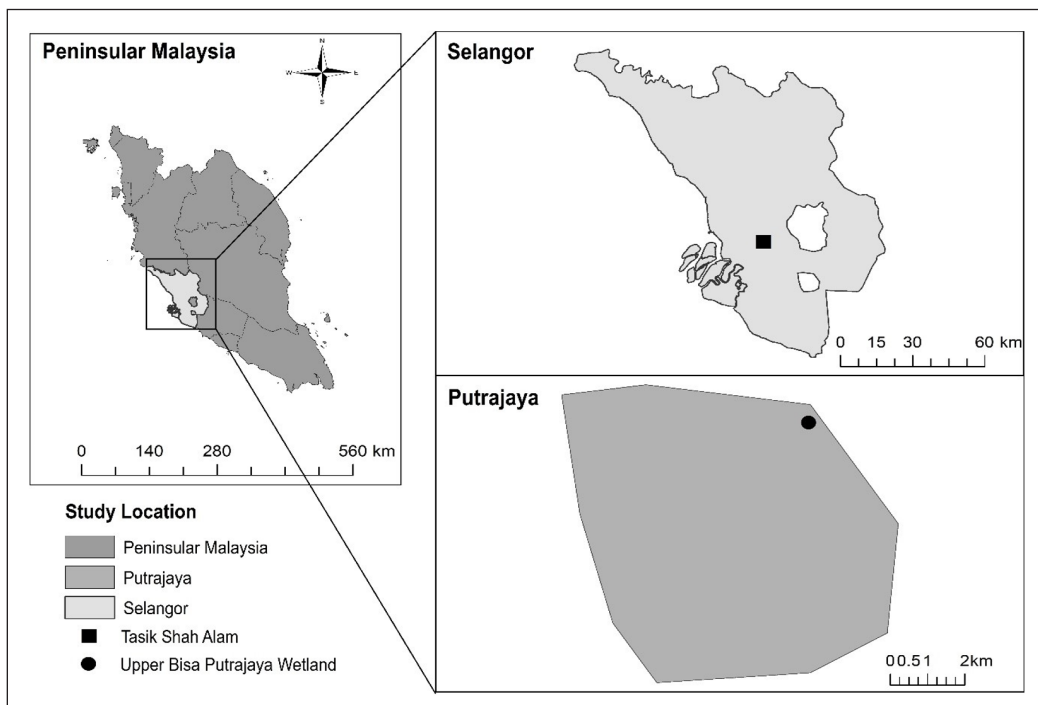 Peninsular Malaysia
N
W E
S
0 140 280 560 km
Study Location
Peninsular Malaysia
Putrajaya
Selangor
Tasik Shah Alam
Upper Bisa Putrajaya Wetland
Selangor
0 15 30 60 km
Putrajaya
00.51 2km